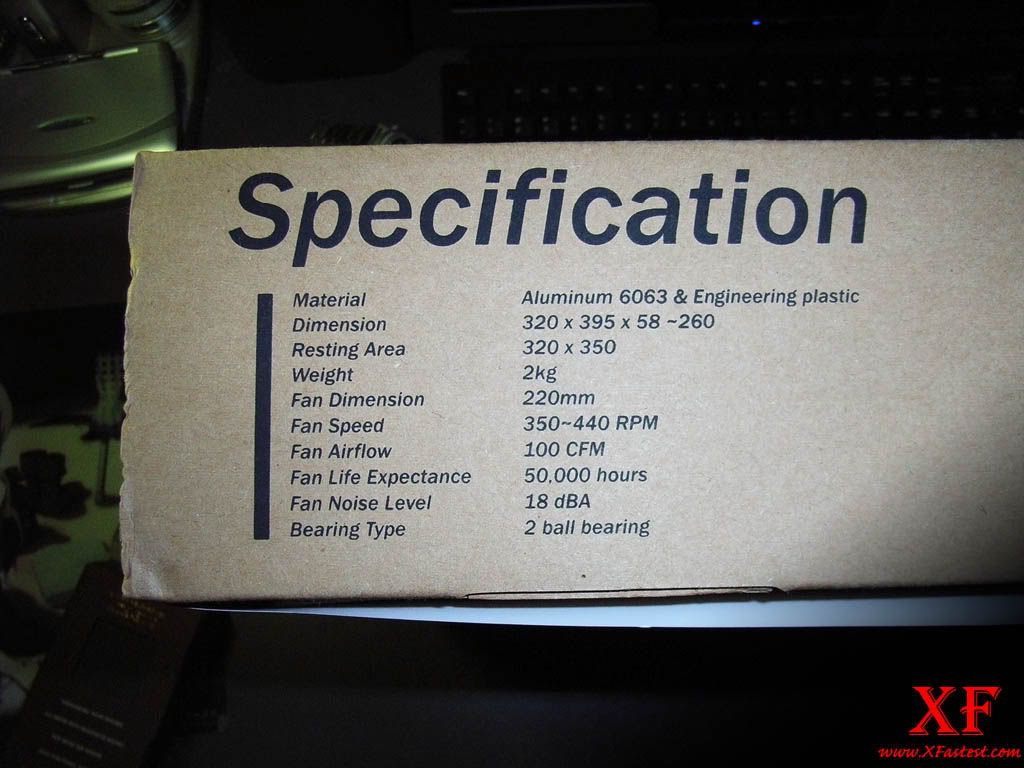 Specification
Material Aluminum 6063 & Engineering plastic
Dimension 320 x 395 x 58 ~260
Resting Area 320 x 350
Weight 2kg
Fan Dimension 220mm
Fan Speed 350~440 RPM
Fan Airflow 100 CFM
Fan Life Expectance 50,000 hours
Fan Noise Level 18 dBA
Bearing Type 2 ball bearing
XF
www.XFastest.com